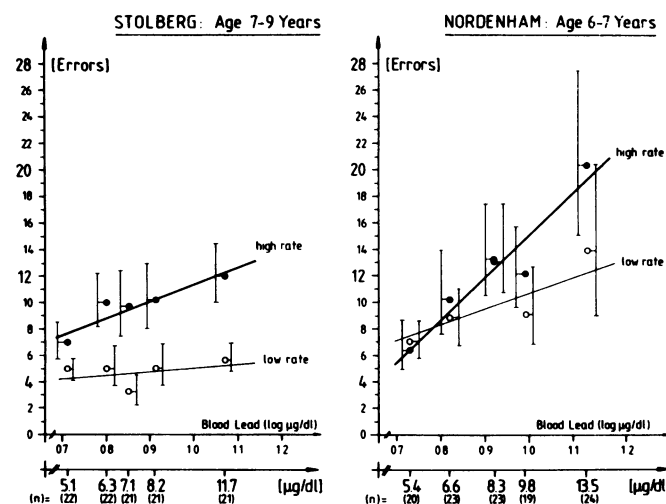 STOLBERG: Age 7-9 Years
[Errors]
28
26
24
22
20
18
16
14
12
10
8
6
4
2
0
high rate
low rate
Blood Lead (log µg/dl)
07 08 09 10 11 12
5.1 6.3 7.1 8.2 11.7 [µg/dl]
(n)= (22) (22) (21) (21) (21)
NORDENHAM: Age 6-7 Years
[Errors]
28
26
24
22
20
18
16
14
12
10
8
6
4
2
0
high rate
low rate
Blood Lead (log µg/dl)
07 08 09 10 11 12
5.4 6.6 8.3 9.8 13.5 [µg/dl]
(n)= (20) (23) (23) (19) (24)